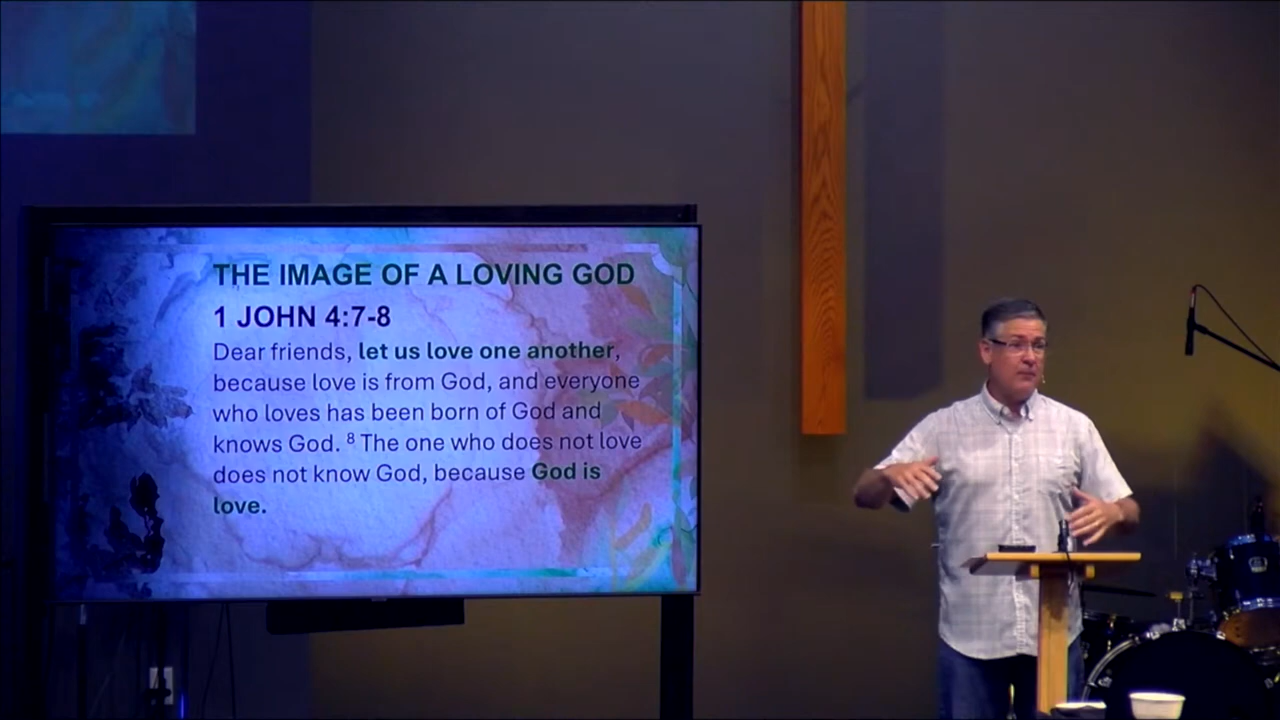 THE IMAGE OF A LOVING GOD
1 JOHN 4:7-8
Dear friends, let us love one another,
because love is from God, and everyone
who loves has been born of God and
knows God. ⁸ The one who does not love
does not know God, because God is
love.